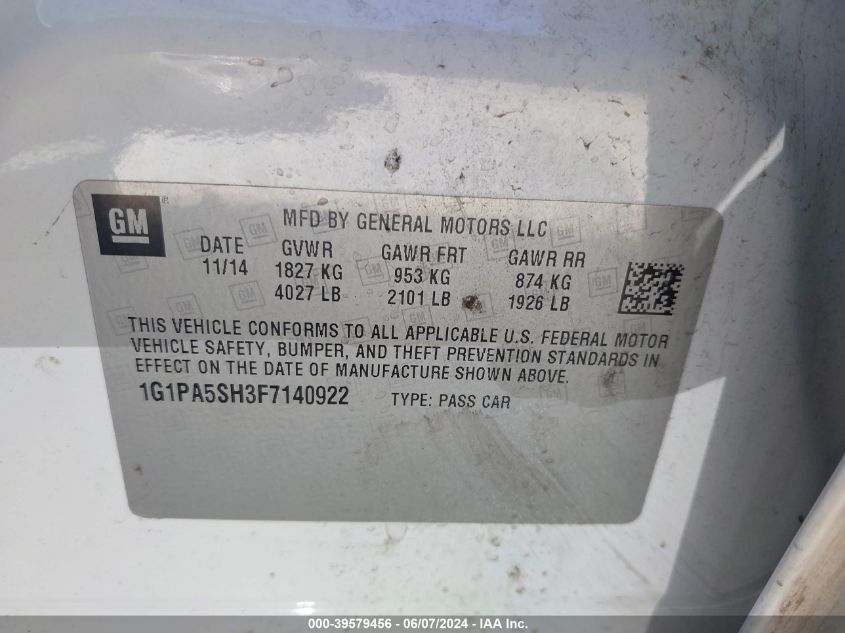 GM
MFD BY GENERAL MOTORS LLC
DATE GVWR GAWR FRT GAWR RR
11/14 1827 KG 953 KG 874 KG
4027 LB 2101 LB 1926 LB
THIS VEHICLE CONFORMS TO ALL APPLICABLE U.S. FEDERAL MOTOR
VEHICLE SAFETY, BUMPER, AND THEFT PREVENTION STANDARDS IN
EFFECT ON THE DATE OF MANUFACTURE SHOWN ABOVE.
1G1PA5SH3F7140922 TYPE: PASS CAR
000-39579456 - 06/07/2024 - IAA Inc.